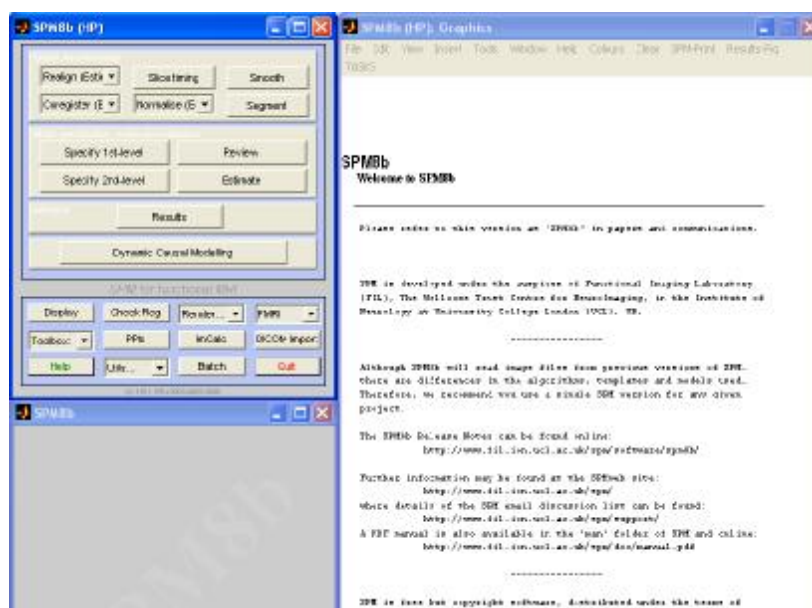 SPM8b (HP)
Realign (Esti
Slice timing
Smooth
Coregister (E
Normalise (E
Segment
Specify 1st-level
Review
Specify 2nd-level
Estimate
Results
Dynamic Causal Modelling
SPM for functional MRI
Display
Check Reg
Render...
FMRI
Toolbox:
PPIs
ImCalc
DICOM Import
Help
Utils...
Batch
Quit
SPM8b
SPM8b
SPM8b (HP): Graphics
File Edit View Insert Tools Window Help Colours Clear SPM-Print Results-Fig
TASKS
SPM8b
Welcome to SPM8b
Please refer to this version as "SPM8b" in papers and communications.
SPM is developed under the auspices of Functional Imaging Laboratory
(FIL), The Wellcome Trust Centre for NeuroImaging, in the Institute of
Neurology at University College London (UCL), UK.
----------------
Although SPM8b will read image files from previous versions of SPM,
there are differences in the algorithms, templates and models used.
Therefore, we recommend you use a single SPM version for any given
project.
The SPM8b Release Notes can be found online:
http://www.fil.ion.ucl.ac.uk/spm/software/spm8b/
Further information may be found at the SPMweb site:
http://www.fil.ion.ucl.ac.uk/spm/
where details of the SPM email discussion list can be found:
http://www.fil.ion.ucl.ac.uk/spm/support/
A PDF manual is also available in the 'man' folder of SPM and online:
http://www.fil.ion.ucl.ac.uk/spm/doc/manual.pdf
----------------
SPM is free but copyright software, distributed under the terms of